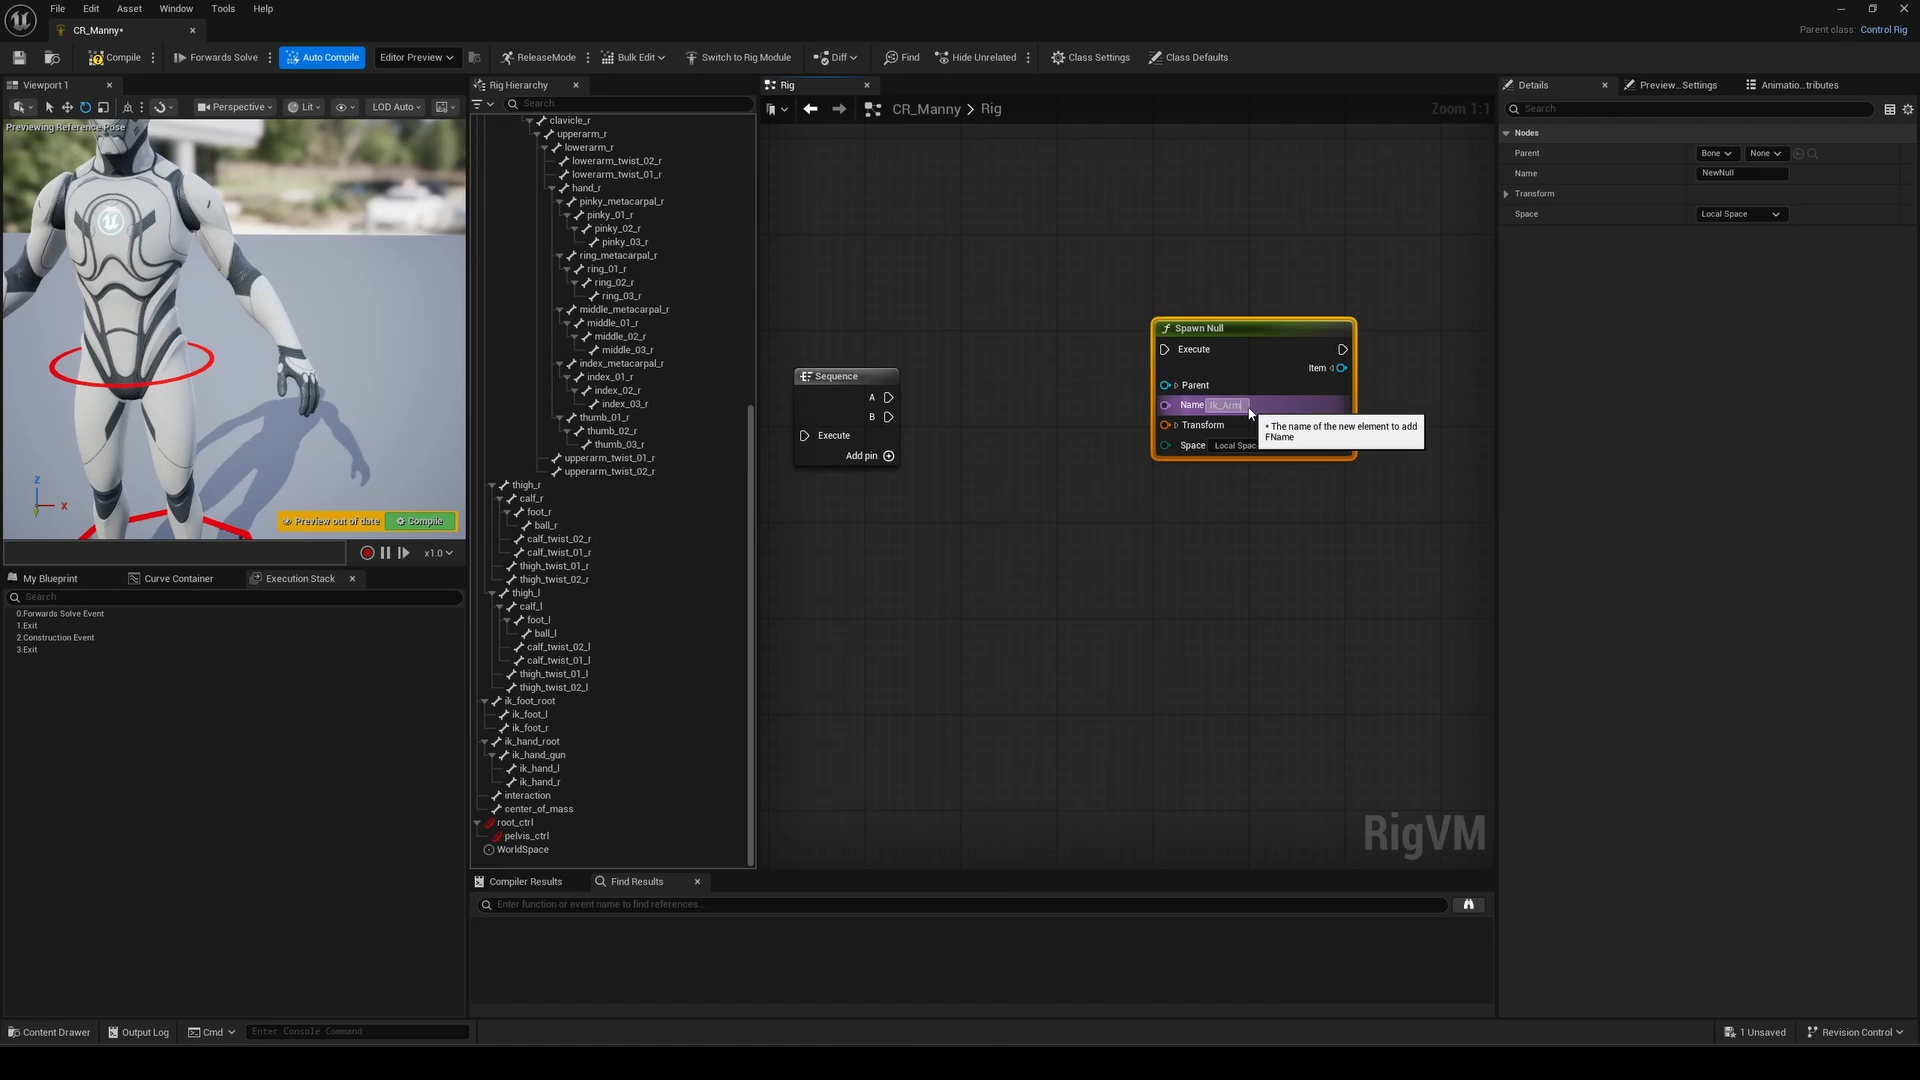 File Edit Asset Window Tools Help
CR_Manny•
Parent class: Control Rig
Compile Forwards Solve Auto Compile Editor Preview ReleaseMode Bulk Edit Switch to Rig Module Diff Find Hide Unrelated Class Settings Class Defaults
Viewport 1
Perspective Lit LOD Auto
Previewing Reference Pose
Z
X
Y
Preview out of date Compile
x1.0
My Blueprint Curve Container Execution Stack
Search
0.Forwards Solve Event
1.Exit
2.Construction Event
3.Exit
Rig Hierarchy
Search
clavicle_r
upperarm_r
lowerarm_r
lowerarm_twist_02_r
lowerarm_twist_01_r
hand_r
pinky_metacarpal_r
pinky_01_r
pinky_02_r
pinky_03_r
ring_metacarpal_r
ring_01_r
ring_02_r
ring_03_r
middle_metacarpal_r
middle_01_r
middle_02_r
middle_03_r
index_metacarpal_r
index_01_r
index_02_r
index_03_r
thumb_01_r
thumb_02_r
thumb_03_r
upperarm_twist_01_r
upperarm_twist_02_r
thigh_r
calf_r
foot_r
ball_r
calf_twist_02_r
calf_twist_01_r
thigh_twist_01_r
thigh_twist_02_r
thigh_l
calf_l
foot_l
ball_l
calf_twist_02_l
calf_twist_01_l
thigh_twist_01_l
thigh_twist_02_l
ik_foot_root
ik_foot_l
ik_foot_r
ik_hand_root
ik_hand_gun
ik_hand_l
ik_hand_r
interaction
center_of_mass
root_ctrl
pelvis_ctrl
WorldSpace
Rig
CR_Manny > Rig
Zoom 1:1
Sequence
A
B
Execute
Add pin
Spawn Null
Execute
Item
Parent
Name Ik_Arm
Transform
Space Local Spac
• The name of the new element to add
FName
RigVM
Compiler Results Find Results
Enter function or event name to find references...
Details Preview...Settings Animatio...tributes
Search
Nodes
Parent Bone None
Name NewNull
Transform
Space Local Space
Content Drawer Output Log Cmd Enter Console Command
1 Unsaved Revision Control